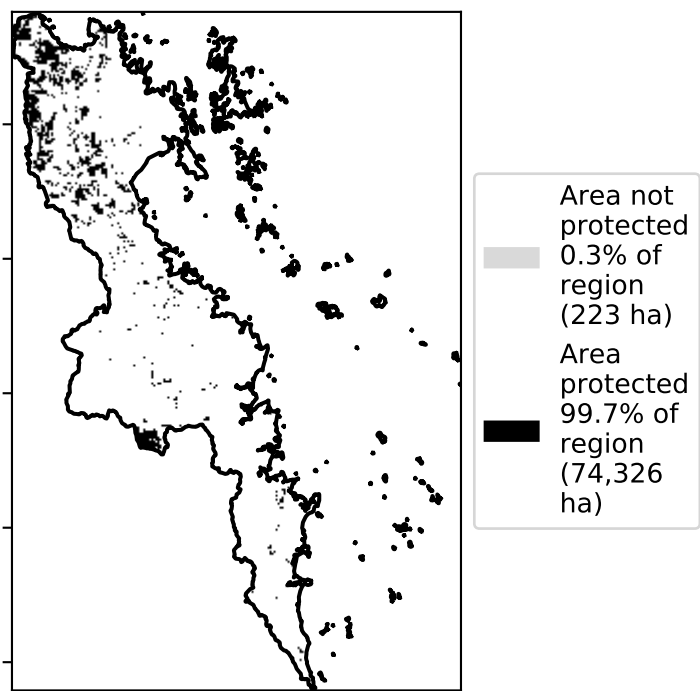 Area not
protected
0.3% of
region
(223 ha)
Area
protected
99.7% of
region
(74,326
ha)